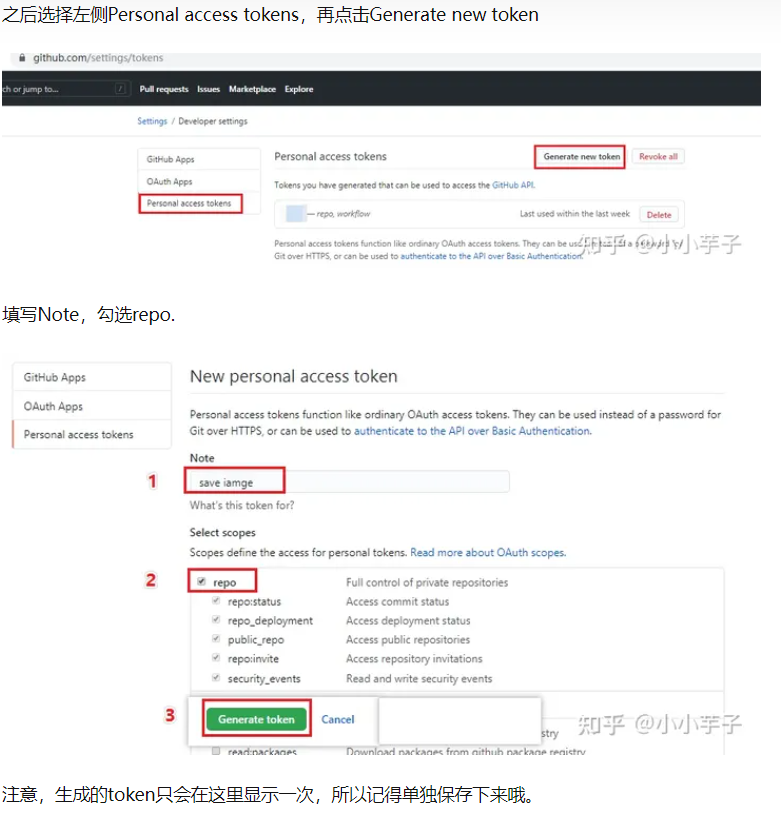 之后选择左侧Personal access tokens，再点击Generate new token
github.com/settings/tokens
ch or jump to... / Pull requests Issues Marketplace Explore
Settings / Developer settings
GitHub Apps
OAuth Apps
Personal access tokens
Personal access tokens
Generate new token Revoke all
Tokens you have generated that can be used to access the GitHub API.
— repo, workflow Last used within the last week Delete
Personal access tokens function like ordinary OAuth access tokens. They can be
Git over HTTPS, or can be used to authenticate to the API over Basic Authentication.
知乎 @小小芋子
填写Note，勾选repo.
GitHub Apps
OAuth Apps
Personal access tokens
New personal access token
Personal access tokens function like ordinary OAuth access tokens. They can be used instead of a password for
Git over HTTPS, or can be used to authenticate to the API over Basic Authentication.
Note
1 save iamge
What's this token for?
Select scopes
Scopes define the access for personal tokens. Read more about OAuth scopes.
2 repo Full control of private repositories
repo:status Access commit status
repo_deployment Access deployment status
public_repo Access public repositories
repo:invite Access repository invitations
security_events Read and write security events
3 Generate token Cancel
stry
知乎 @小小芋子
read:packages Download packages from github package registry
注意，生成的token只会在这里显示一次，所以记得单独保存下来哦。